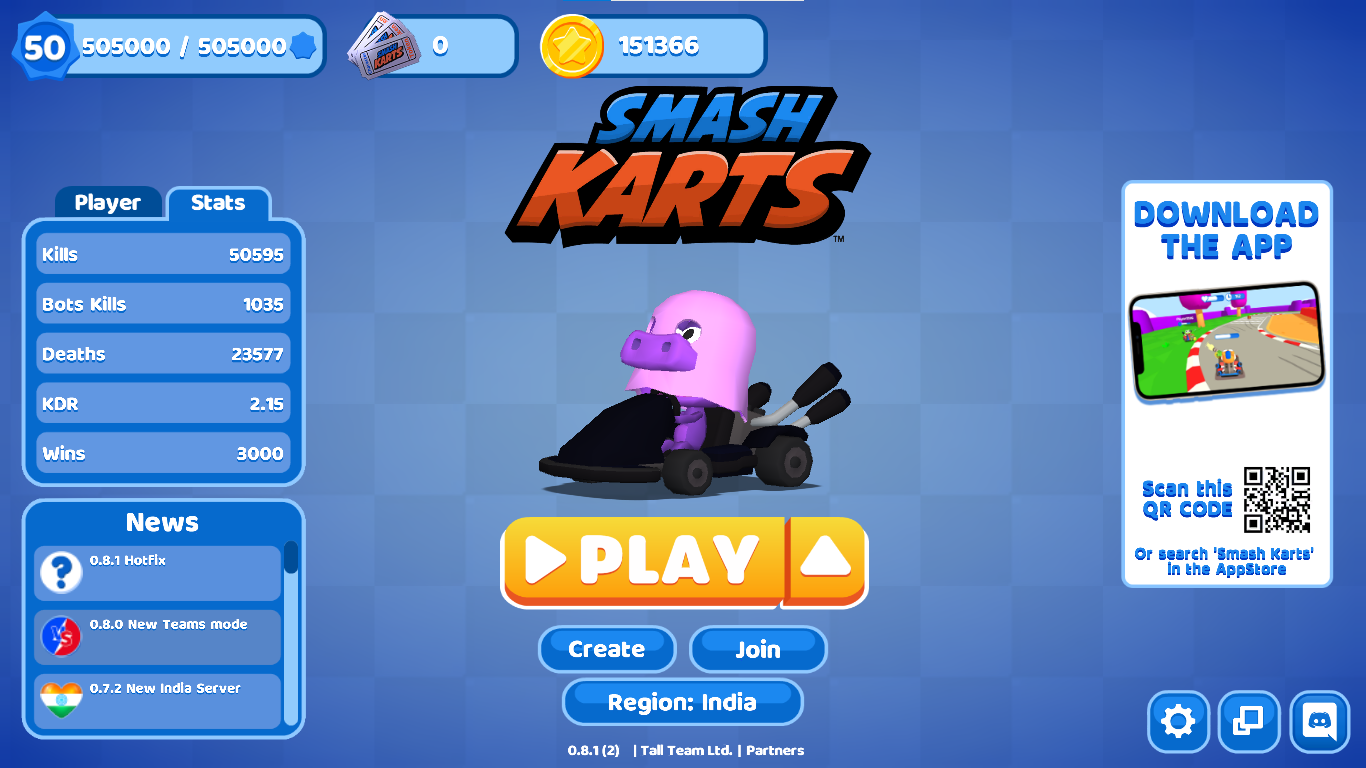 50
505000 / 505000
0
151366
SMASH
KARTS
TM
Player
Stats
Kills 50595
Bots Kills 1035
Deaths 23577
KDR 2.15
Wins 3000
News
0.8.1 HotFix
0.8.0 New Teams mode
0.7.2 New India Server
PLAY
Create
Join
Region: India
0.8.1 (2) | Tall Team Ltd. | Partners
DOWNLOAD
THE APP
Scan this
QR CODE
Or search 'Smash Karts'
in the AppStore